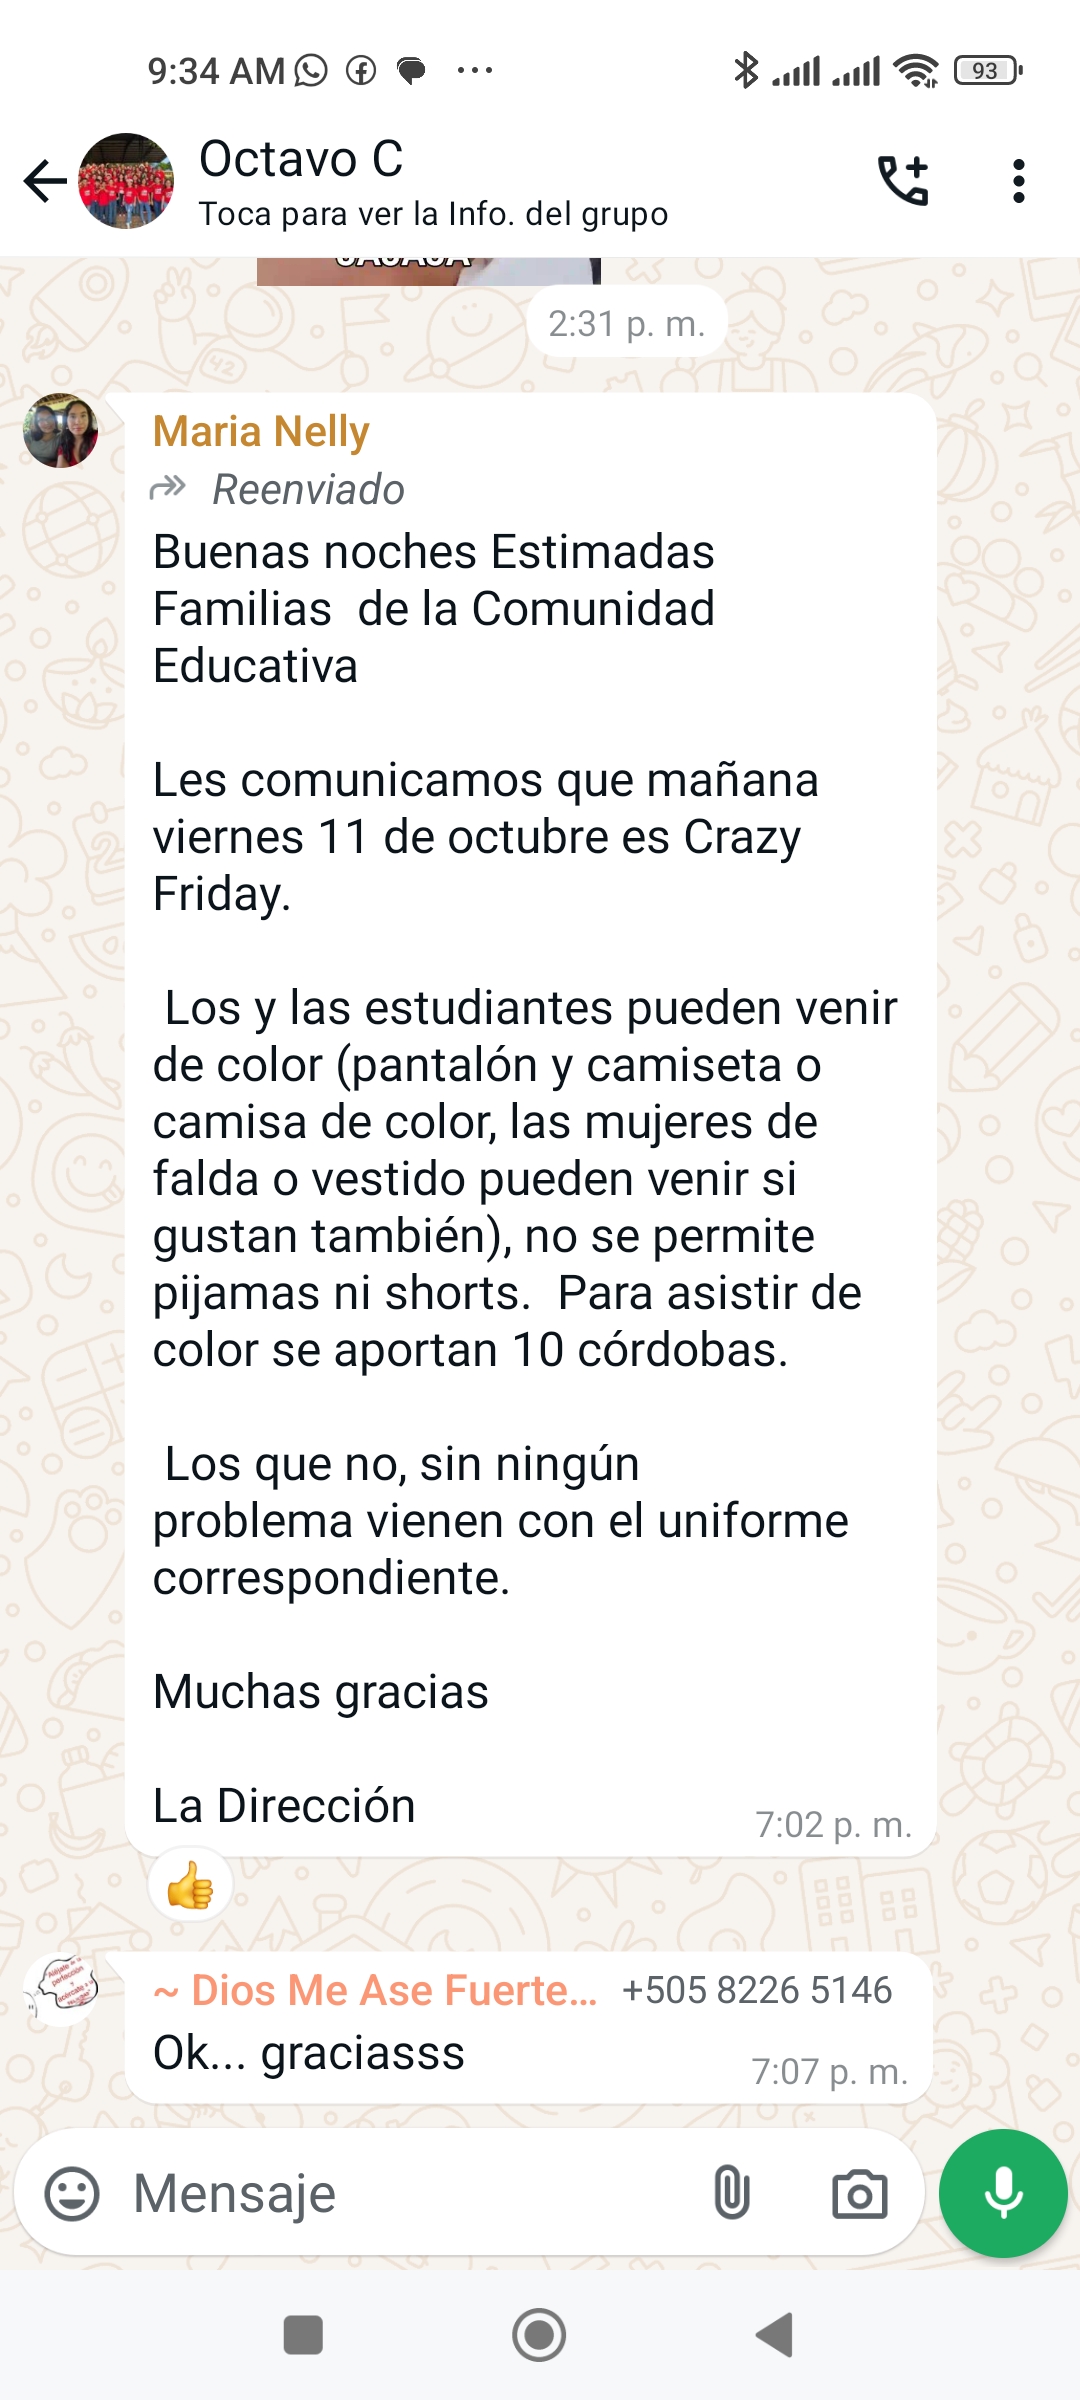 9:34 AM
93
Octavo C
Toca para ver la Info. del grupo
JAJAJA
2:31 p. m.
Maria Nelly
Reenviado
Buenas noches Estimadas
Familias  de la Comunidad
Educativa
Les comunicamos que mañana
viernes 11 de octubre es Crazy
Friday.
Los y las estudiantes pueden venir
de color (pantalón y camiseta o
camisa de color, las mujeres de
falda o vestido pueden venir si
gustan también), no se permite
pijamas ni shorts.  Para asistir de
color se aportan 10 córdobas.
Los que no, sin ningún
problema vienen con el uniforme
correspondiente.
Muchas gracias
La Dirección
7:02 p. m.
👍
~ Dios Me Ase Fuerte... +505 8226 5146
Ok... graciasss
7:07 p. m.
Mensaje